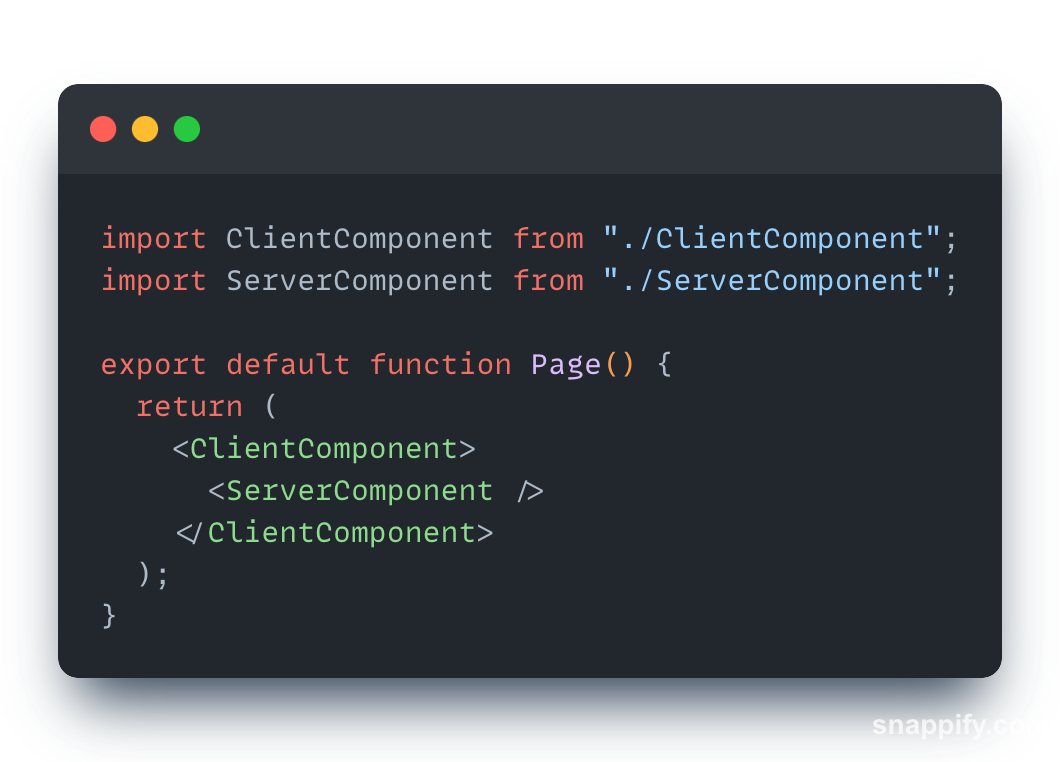 import ClientComponent from "./ClientComponent";
import ServerComponent from "./ServerComponent";
export default function Page() {
return (
<ClientComponent>
<ServerComponent />
</ClientComponent>
);
}
snappify.com